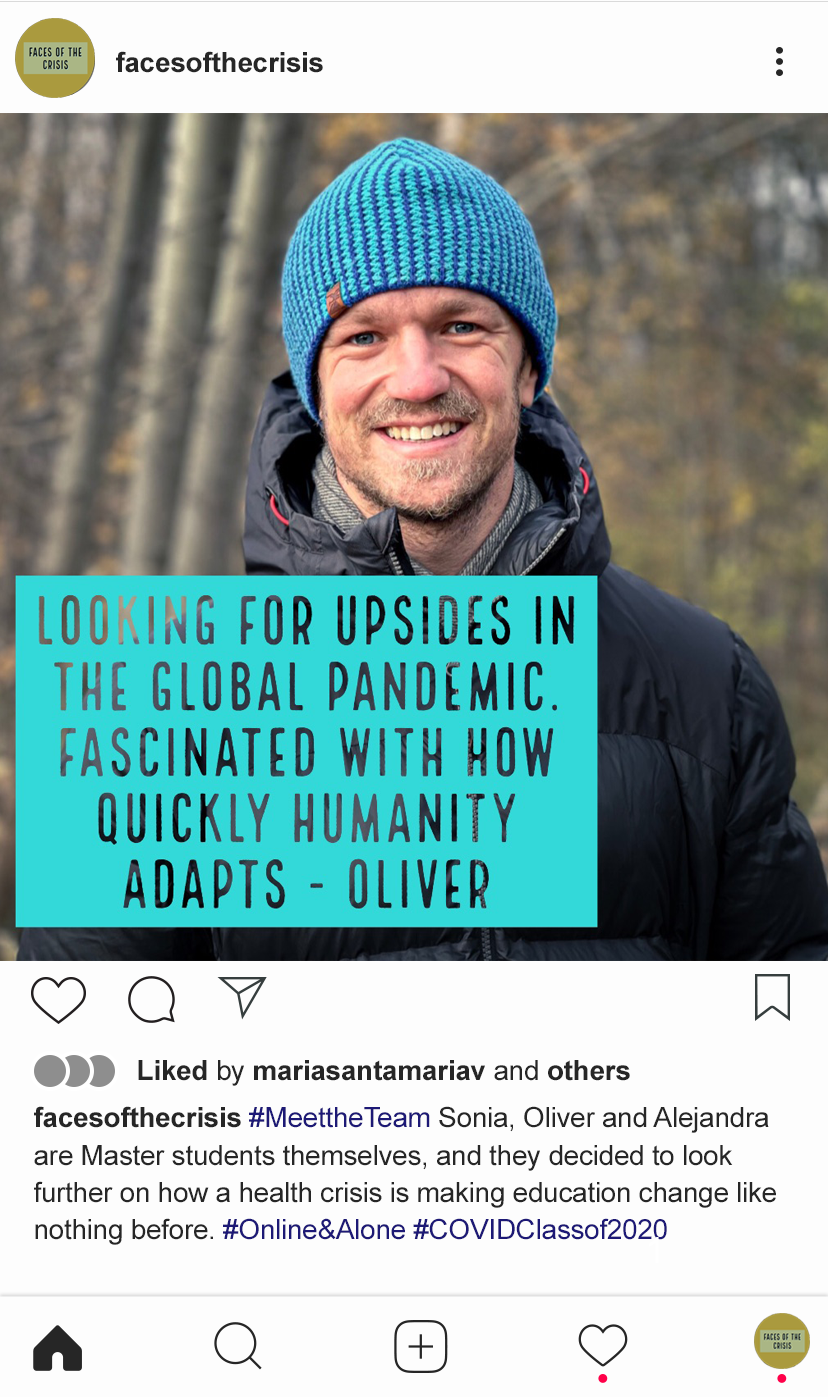 FACES OF THE
CRISIS
facesofthecrisis
LOOKING FOR UPSIDES IN
THE GLOBAL PANDEMIC.
FASCINATED WITH HOW
QUICKLY HUMANITY
ADAPTS - OLIVER
Liked by mariasantamariav and others
facesofthecrisis #MeettheTeam Sonia, Oliver and Alejandra
are Master students themselves, and they decided to look
further on how a health crisis is making education change like
nothing before. #Online&Alone #COVIDClassof2020
FACES OF THE
CRISIS